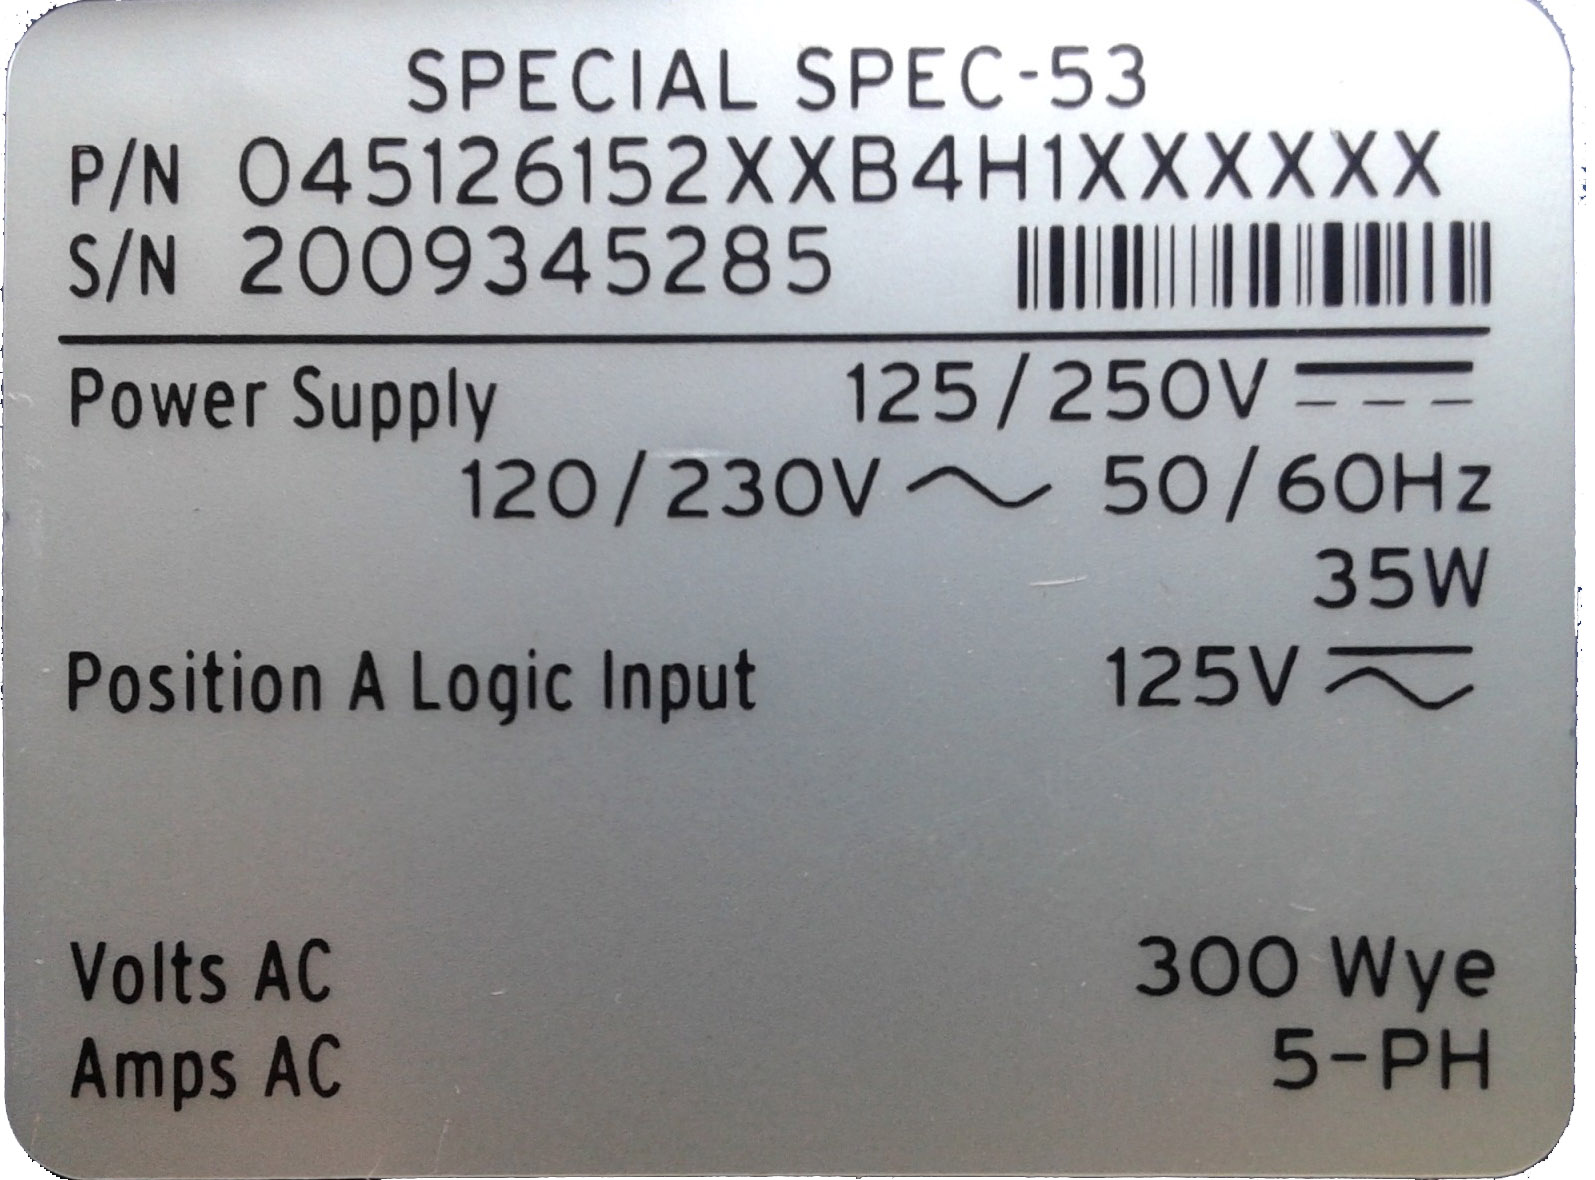 SPECIAL SPEC-53
P/N 045126152XXB4H1XXXXXX
S/N 2009345285
Power Supply 125/250V ⎓
120/230V ∿ 50/60Hz
35W
Position A Logic Input 125V ⏦
Volts AC 300 Wye
Amps AC 5-PH